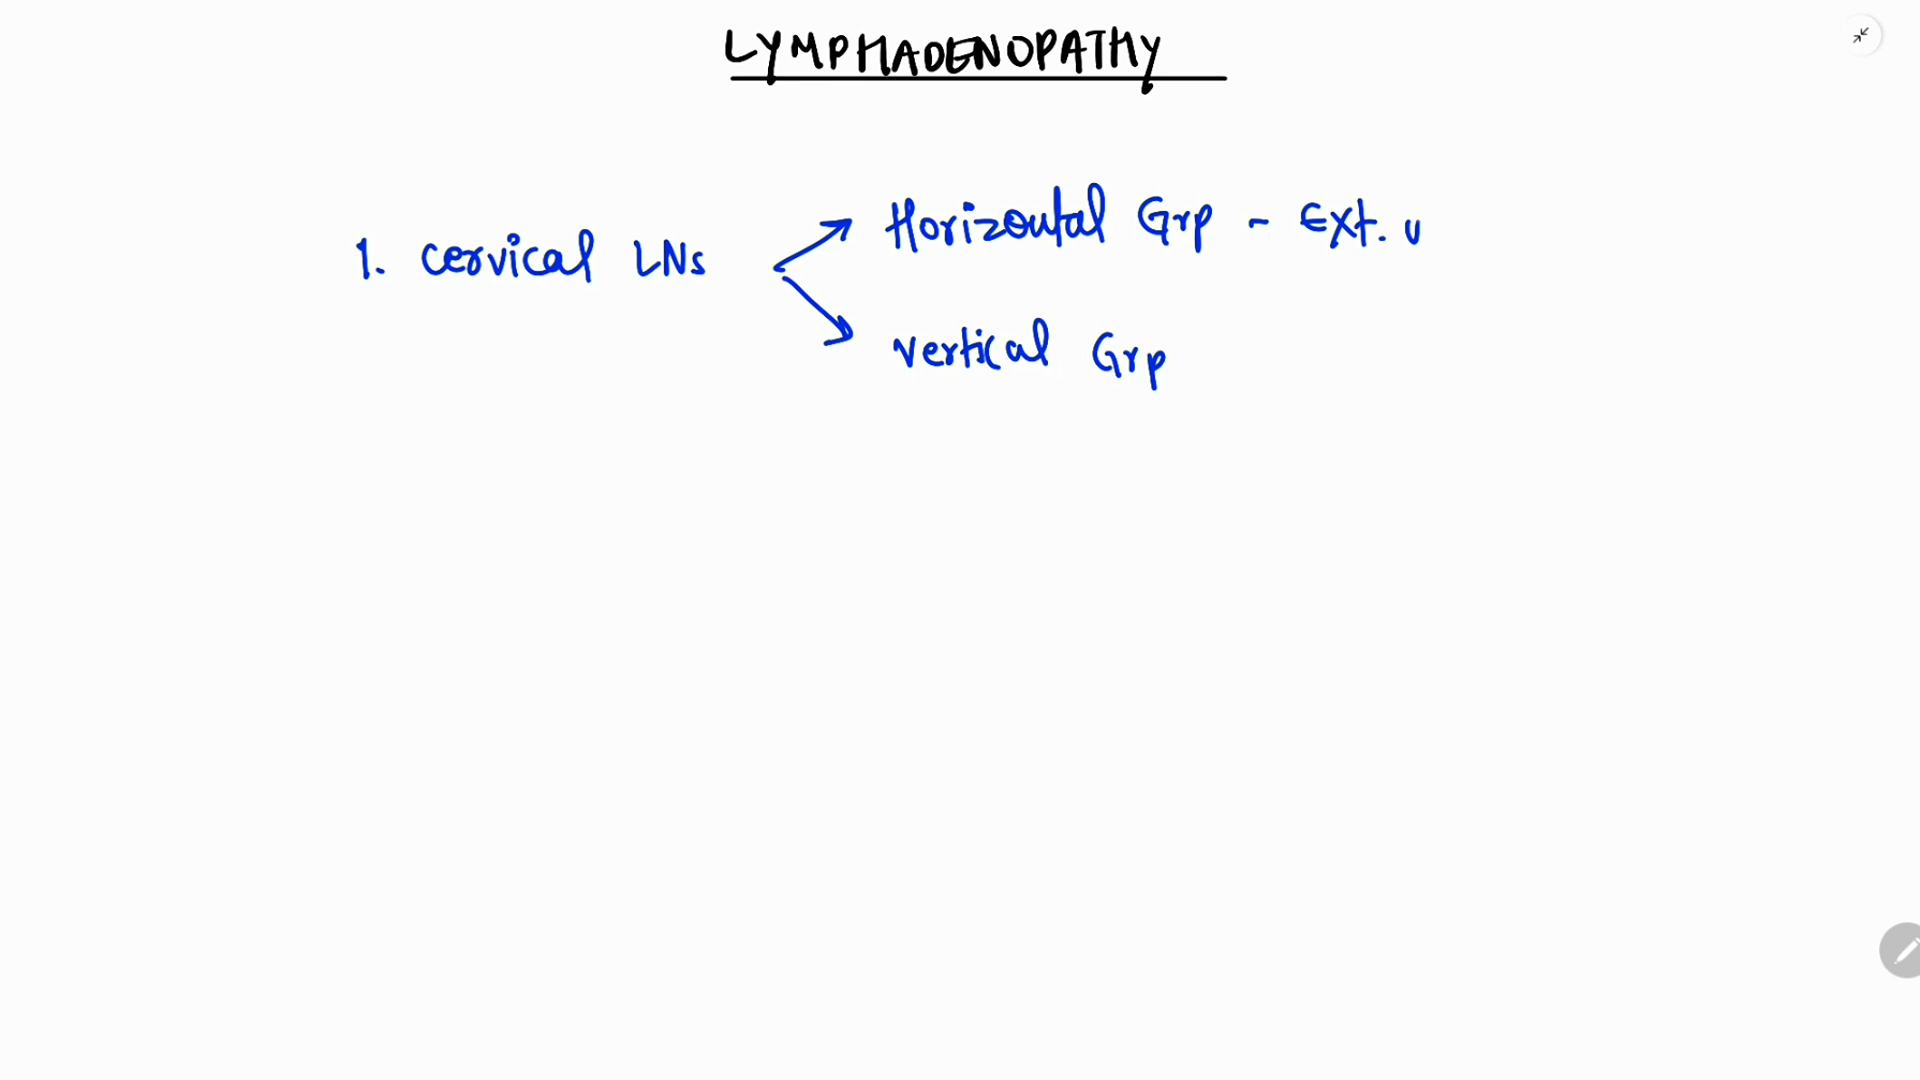 LYMPHADENOPATHY
Horizontal Grp - Ext. u
1. cervical LNs
vertical Grp